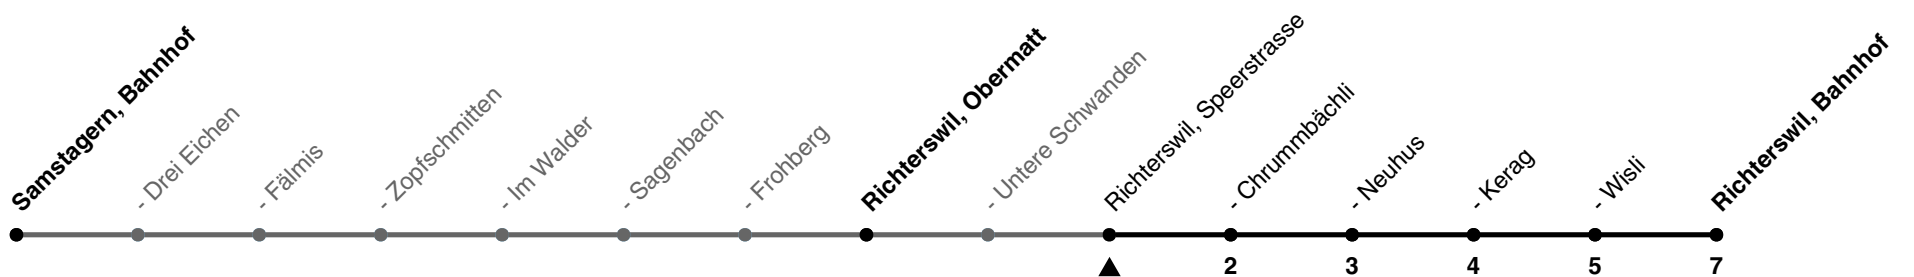 Samstagern, Bahnhof
- Drei Eichen
- Fälmis
- Zopfschmitten
- Im Walder
- Sagenbach
- Frohberg
Richterswil, Obermatt
- Untere Schwanden
Richterswil, Speerstrasse
- Chrummbächli
- Neuhus
- Kerag
- Wisli
Richterswil, Bahnhof
2 3 4 5 7